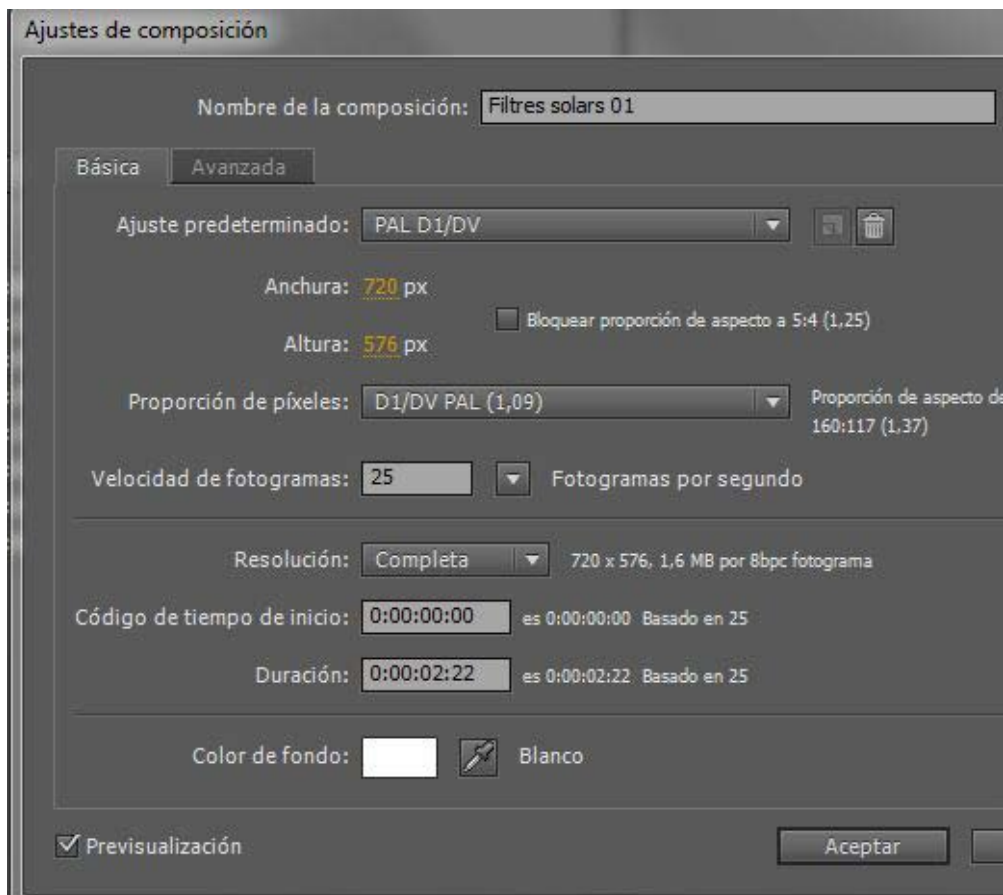 Ajustes de composición
Nombre de la composición: Filtres solars 01
Básica Avanzada
Ajuste predeterminado: PAL D1/DV
Anchura: 720 px
Bloquear proporción de aspecto a 5:4 (1,25)
Altura: 576 px
Proporción de píxeles: D1/DV PAL (1,09) Proporción de aspecto de
160:117 (1,37)
Velocidad de fotogramas: 25 Fotogramas por segundo
Resolución: Completa 720 x 576, 1,6 MB por 8bpc fotograma
Código de tiempo de inicio: 0:00:00:00 es 0:00:00:00 Basado en 25
Duración: 0:00:02:22 es 0:00:02:22 Basado en 25
Color de fondo: Blanco
Previsualización Aceptar